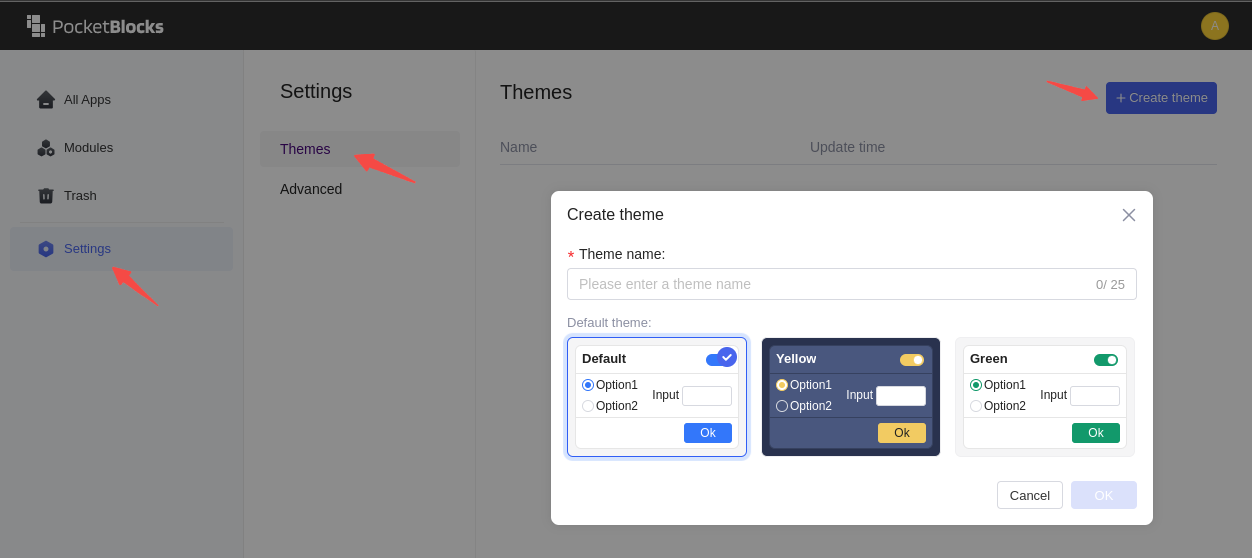 PocketBlocks
A
All Apps
Modules
Trash
Settings
Settings
Themes
Advanced
Themes
+ Create theme
Name Update time
Create theme
* Theme name:
Please enter a theme name 0/ 25
Default theme:
Default
Option1
Option2
Input
Ok
Yellow
Option1
Option2
Input
Ok
Green
Option1
Option2
Input
Ok
Cancel OK